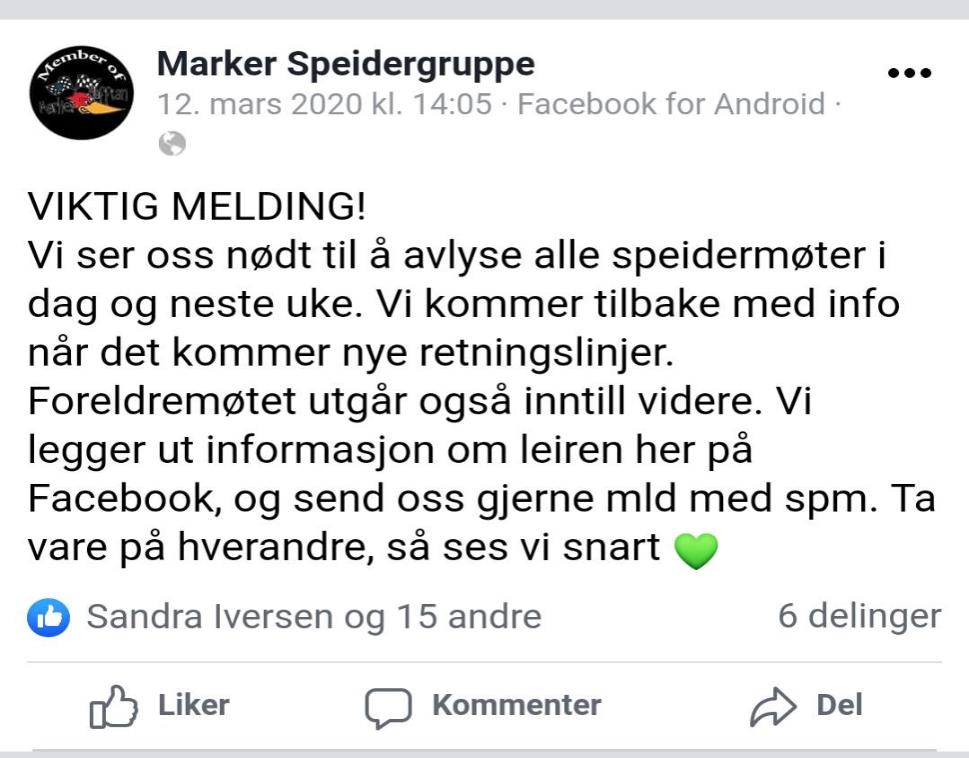 Member of
Marker Speidergruppe
12. mars 2020 kl. 14:05 · Facebook for Android ·
VIKTIG MELDING!
Vi ser oss nødt til å avlyse alle speidermøter i
dag og neste uke. Vi kommer tilbake med info
når det kommer nye retningslinjer.
Foreldremøtet utgår også inntill videre. Vi
legger ut informasjon om leiren her på
Facebook, og send oss gjerne mld med spm. Ta
vare på hverandre, så ses vi snart 💚
Sandra Iversen og 15 andre
6 delinger
Liker
Kommenter
Del